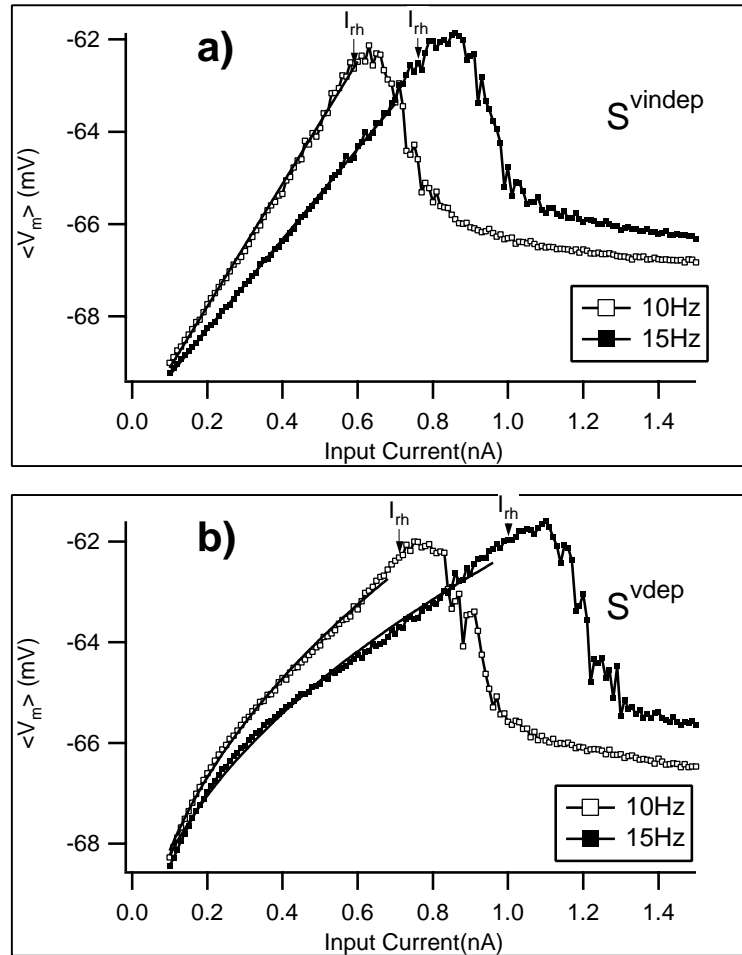 I_rh I_rh
a)
-62
-64
-66
-68
<V_m> (mV)
S^vindep
10Hz
15Hz
0.0 0.2 0.4 0.6 0.8 1.0 1.2 1.4
Input Current(nA)
I_rh I_rh
b)
-62
-64
-66
-68
<V_m> (mV)
S^vdep
10Hz
15Hz
0.0 0.2 0.4 0.6 0.8 1.0 1.2 1.4
Input Current(nA)